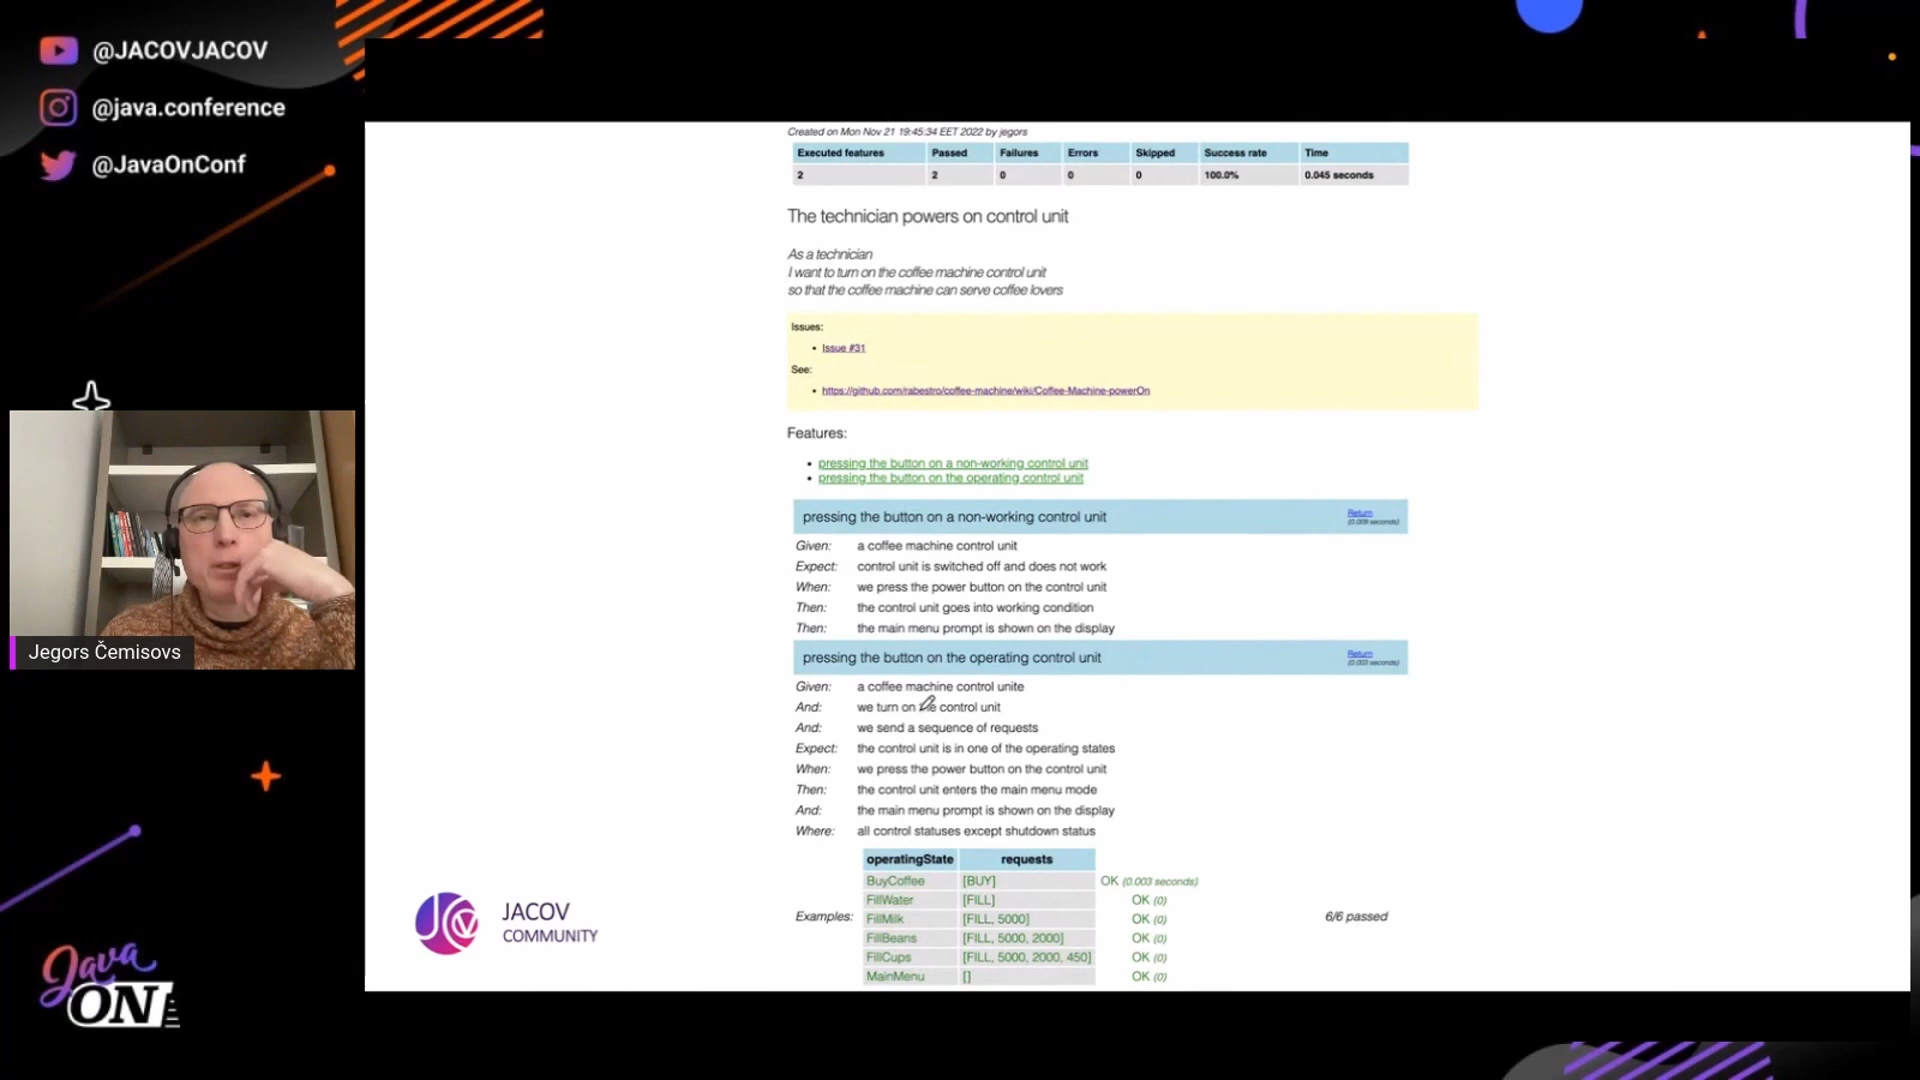 @JACOVJACOV
@java.conference
@JavaOnConf
Created on Mon Nov 21 19:45:34 EET 2022 by jegors
Executed features Passed Failures Errors Skipped Success rate Time
2 2 0 0 0 100.0% 0.045 seconds
The technician powers on control unit
As a technician
I want to turn on the coffee machine control unit
so that the coffee machine can serve coffee lovers
Issues:
• Issue #31
See:
• https://github.com/rabestro/coffee-machine/wiki/Coffee-Machine-powerOn
Features:
• pressing the button on a non-working control unit
• pressing the button on the operating control unit
pressing the button on a non-working control unit Return
(0.009 seconds)
Given: a coffee machine control unit
Expect: control unit is switched off and does not work
When: we press the power button on the control unit
Then: the control unit goes into working condition
Then: the main menu prompt is shown on the display
pressing the button on the operating control unit Return
(0.003 seconds)
Given: a coffee machine control unite
And: we turn on the control unit
And: we send a sequence of requests
Expect: the control unit is in one of the operating states
When: we press the power button on the control unit
Then: the control unit enters the main menu mode
And: the main menu prompt is shown on the display
Where: all control statuses except shutdown status
operatingState requests
BuyCoffee [BUY] OK (0.003 seconds)
FillWater [FILL] OK (0)
Examples: FillMilk [FILL, 5000] OK (0) 6/6 passed
FillBeans [FILL, 5000, 2000] OK (0)
FillCups [FILL, 5000, 2000, 450] OK (0)
MainMenu [] OK (0)
Jegors Čemisovs
JACOV
COMMUNITY
Java
ON